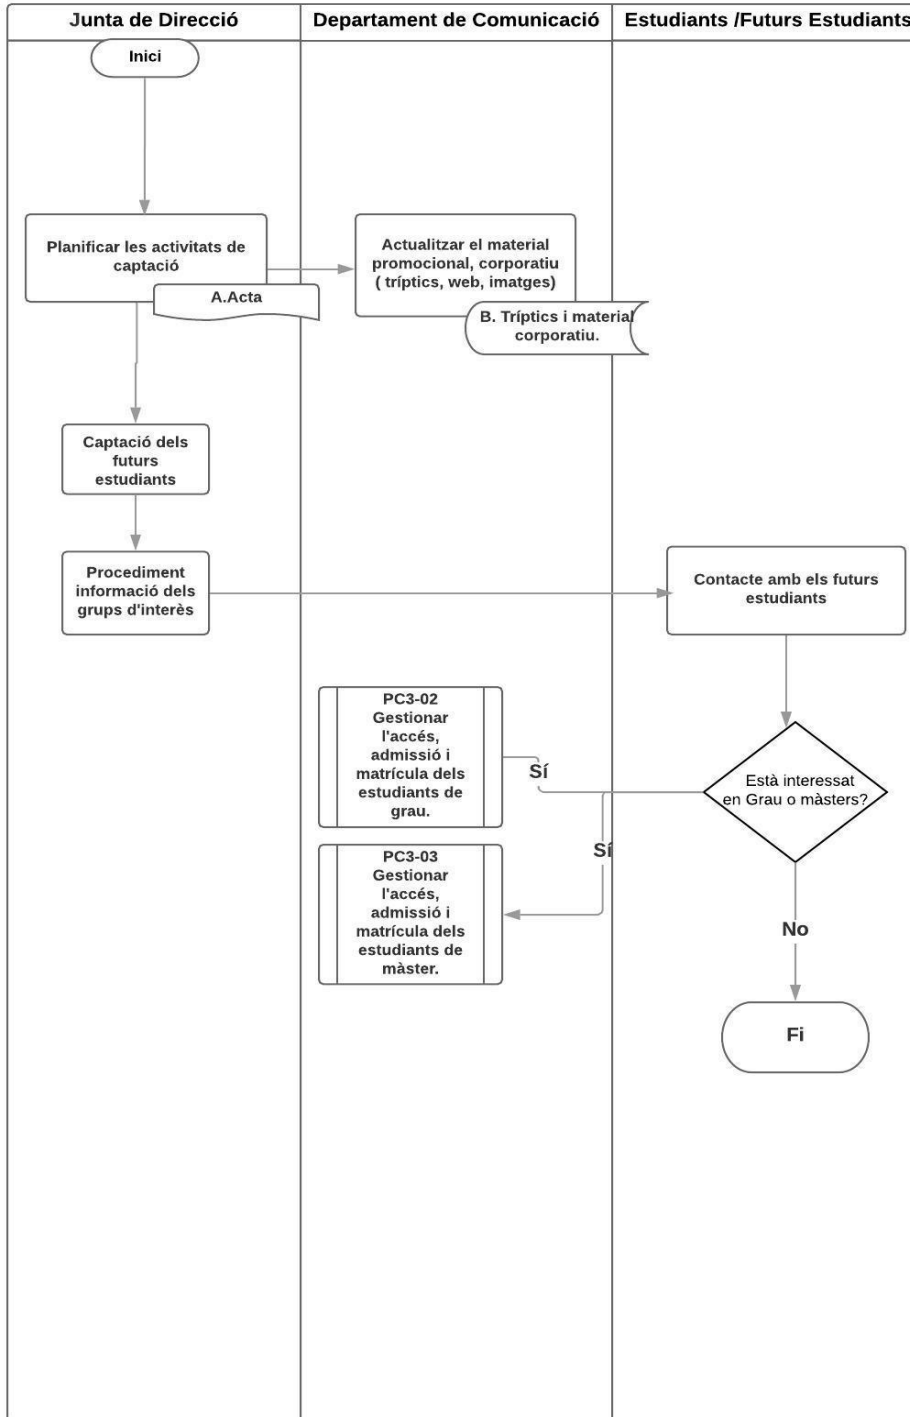 Junta de Direcció
Departament de Comunicació
Estudiants /Futurs Estudiants
Inici
Planificar les activitats de
captació
A.Acta
Actualitzar el material
promocional, corporatiu
( tríptics, web, imatges)
B. Tríptics i material
corporatiu.
Captació dels
futurs
estudiants
Procediment
informació dels
grups d'interès
Contacte amb els futurs
estudiants
PC3-02
Gestionar
l'accés,
admissió i
matrícula dels
estudiants de
grau.
Sí
Està interessat
en Grau o màsters?
Sí
PC3-03
Gestionar
l'accés,
admissió i
matrícula dels
estudiants de
màster.
No
Fi